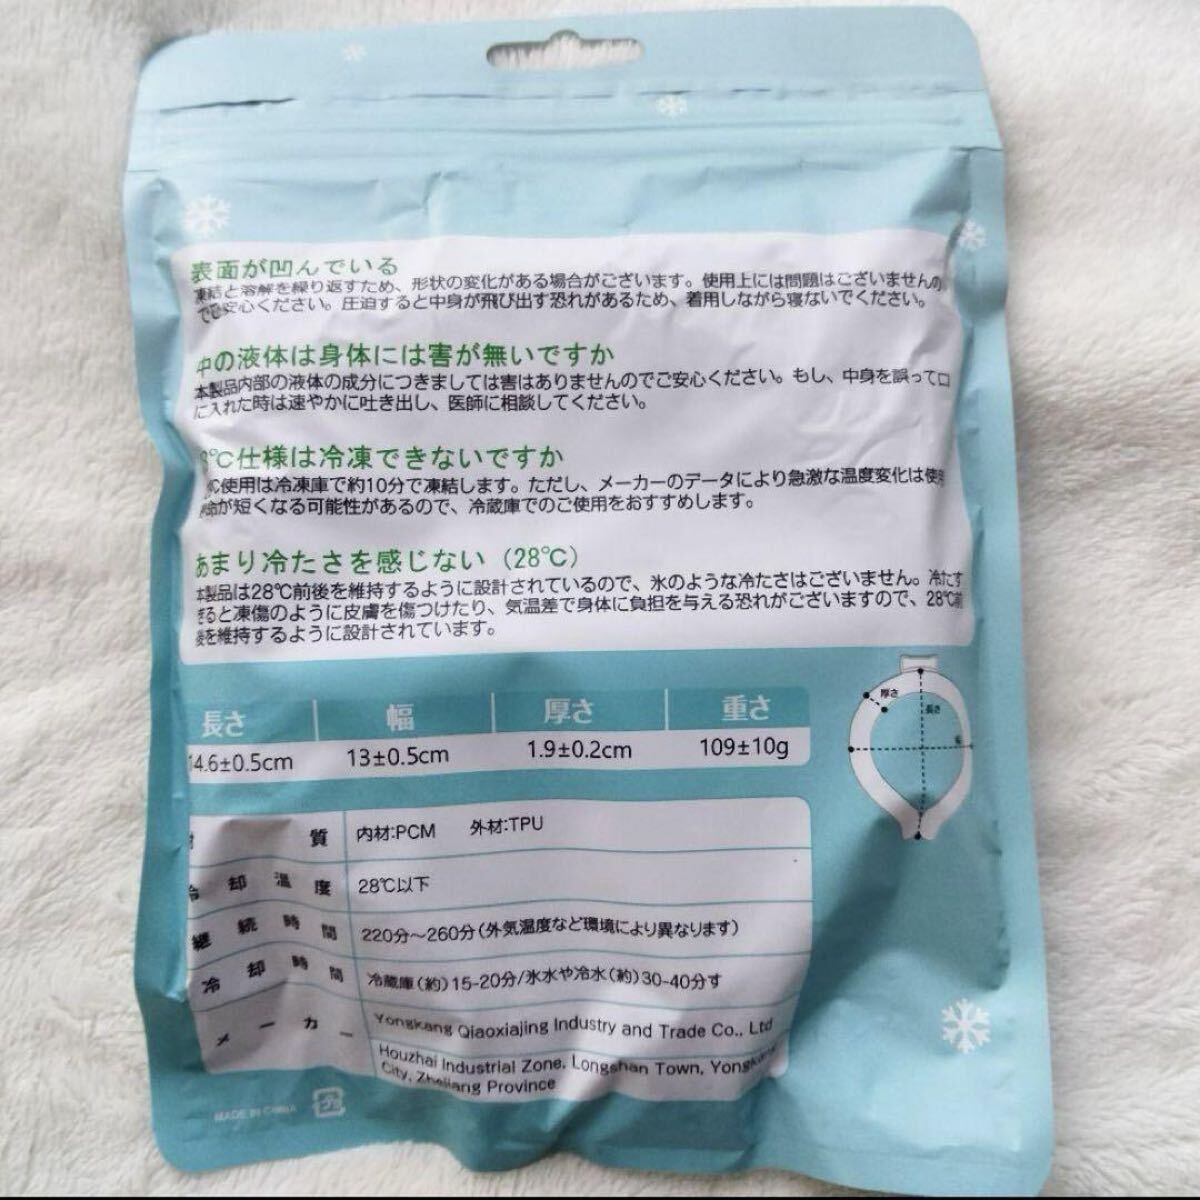 表面が凹んでいる
凍結と溶解を繰り返すため、形状の変化がある場合がございます。使用上には問題はございませんの
でご安心ください。圧迫すると中身が飛び出す恐れがあるため、着用しながら寝ないでください。
中の液体は身体には害が無いですか
本製品内部の液体の成分につきましては害はありませんのでご安心ください。もし、中身を誤って口
に入れた時は速やかに吐き出し、医師に相談してください。
8℃仕様は冷凍できないですか
℃使用は冷凍庫で約10分で凍結します。ただし、メーカーのデータにより急激な温度変化は使用
寿命が短くなる可能性があるので、冷蔵庫でのご使用をおすすめします。
あまり冷たさを感じない（28℃）
本製品は28℃前後を維持するように設計されているので、氷のような冷たさはございません。冷たす
ぎると凍傷のように皮膚を傷つけたり、気温差で身体に負担を与える恐れがございますので、28℃前
後を維持するように設計されています。
長さ 幅 厚さ 重さ
14.6±0.5cm 13±0.5cm 1.9±0.2cm 109±10g
厚さ
長さ
幅
材質 内材:PCM 外材:TPU
冷却温度 28℃以下
継続時間 220分～260分(外気温度など環境により異なります)
冷却時間 冷蔵庫(約)15-20分/氷水や冷水(約)30-40分す
メーカー Yongkang Qiaoxiajing Industry and Trade Co., Ltd
Houzhai Industrial Zone, Longshan Town, Yongkang
City, Zhejiang Province
MADE IN CHINA プラ